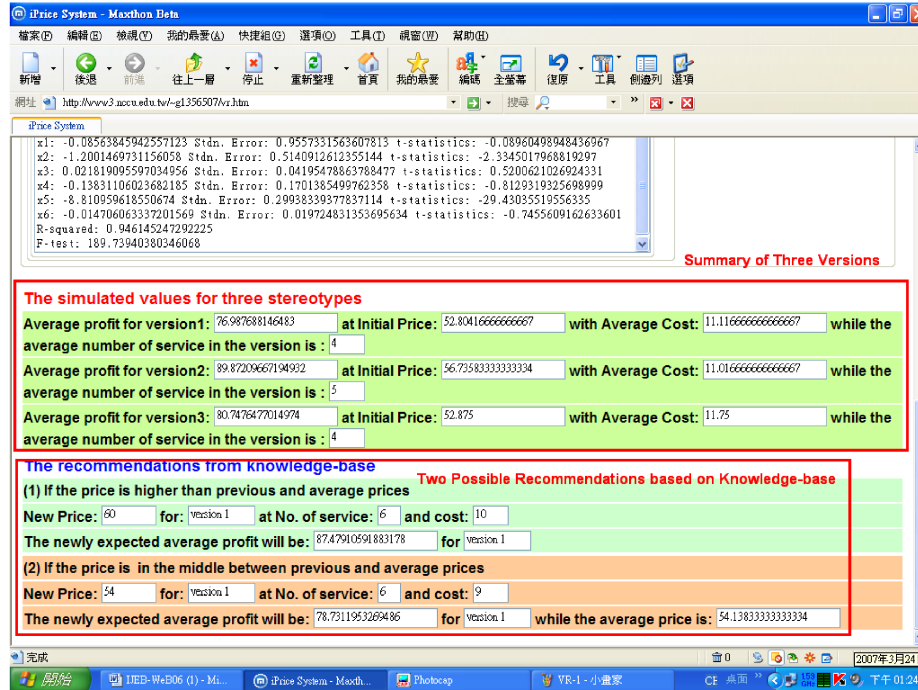 iPrice System - Maxthon Beta
檔案(F) 編輯(E) 檢視(V) 我的最愛(A) 快捷組(G) 選項(O) 工具(T) 視窗(W) 幫助(H)
新增 後退 前進 往上一層 停止 重新整理 首頁 我的最愛 編碼 主螢幕 復原 工具 側邊列 選項
網址 http://www3.nccu.edu.tw/~g1356507/vr.htm 搜尋
iPrice System
x1: -0.08563845942557123 Stdn. Error: 0.9557331563607813 t-statistics: -0.08960498948436967
x2: -1.2001469731156058 Stdn. Error: 0.5140912612355144 t-statistics: -2.3345017968819297
x3: 0.021819095597034956 Stdn. Error: 0.04195478863788477 t-statistics: 0.5200621026924331
x4: -0.13831106023682185 Stdn. Error: 0.1701385499762358 t-statistics: -0.8129319325698999
x5: -8.810959618550674 Stdn. Error: 0.29938339377837114 t-statistics: -29.43035519556335
x6: -0.014706063337201569 Stdn. Error: 0.019724831353695634 t-statistics: -0.7455609162633601
R-squared: 0.946145247292225
F-test: 189.73940380346068
Summary of Three Versions
The simulated values for three stereotypes
Average profit for version1: 76.987688146483 at Initial Price: 52.80416666666667 with Average Cost: 11.11666666666667 while the
average number of service in the version is : 4
Average profit for version2: 89.87209667194932 at Initial Price: 56.73583333333334 with Average Cost: 11.01666666666667 while the
average number of service in the version is : 5
Average profit for version3: 80.7476477014974 at Initial Price: 52.875 with Average Cost: 11.75 while the
average number of service in the version is : 4
The recommendations from knowledge-base
Two Possible Recommendations based on Knowledge-base
(1) If the price is higher than previous and average prices
New Price: 60 for: version 1 at No. of service: 6 and cost: 10
The newly expected average profit will be: 87.47910591883178 for version 1
(2) If the price is in the middle between previous and average prices
New Price: 54 for: version 1 at No. of service: 6 and cost: 9
The newly expected average profit will be: 78.7311953269486 for version 1 while the average price is: 54.13833333333334
完成 0 2007年3月24
開始 IJEB-WeB06 (1) - Mi... iPrice System - Maxth... Photocap VR-1 - 小畫家 CH 桌面 » 下午 01:24